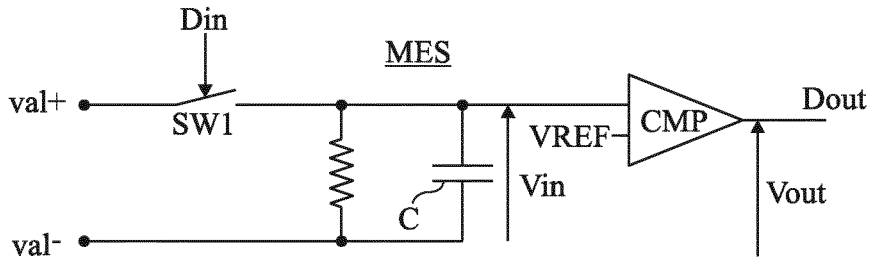 Din
MES
val+
SW1
VREF
CMP
Dout
Vin
Vout
C
val-